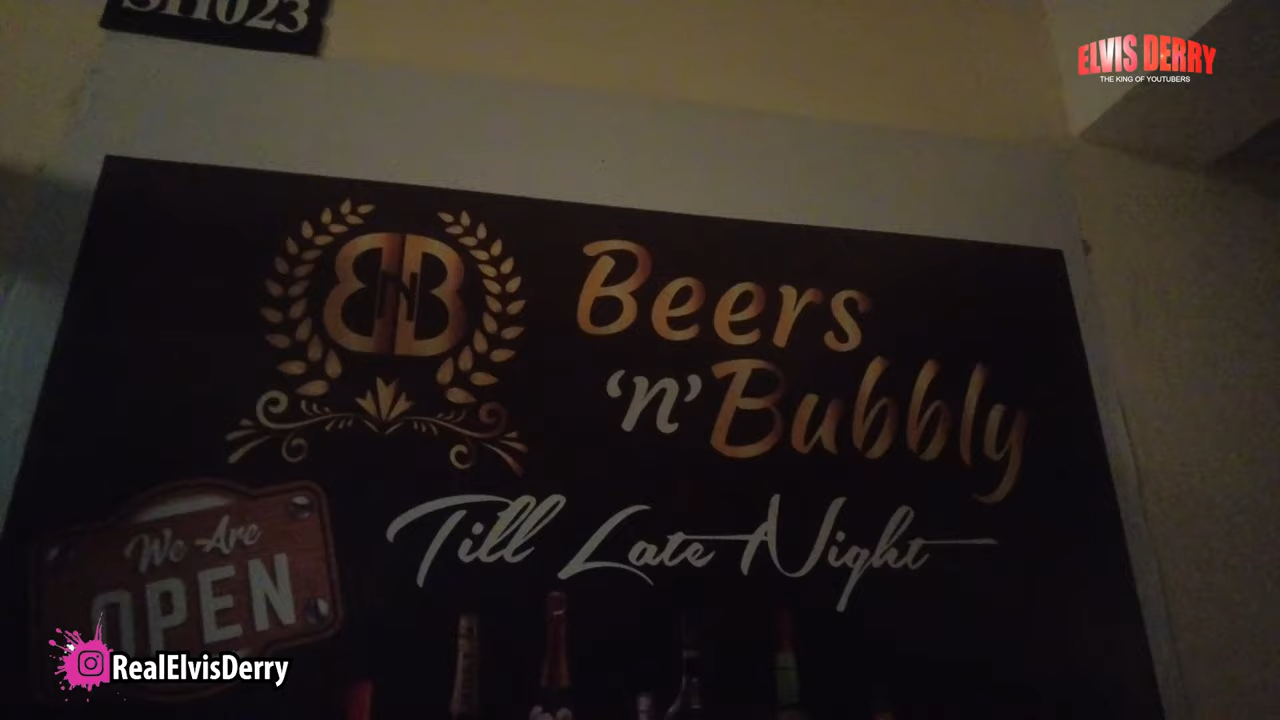 ELVIS DERRY
THE KING OF YOUTUBERS
BNB
Beers
‘n’ Bubbly
Till Late Night
We Are
OPEN
RealElvisDerry